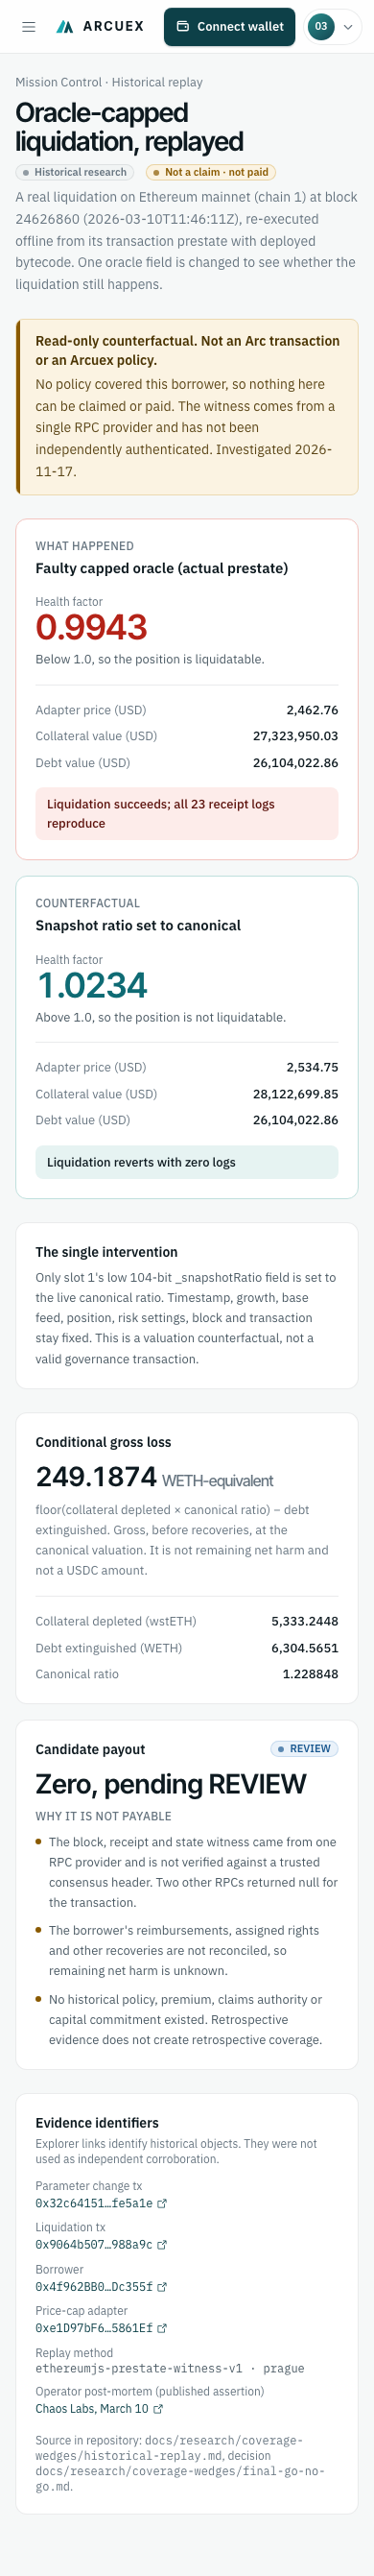 ARCUEX
Connect wallet
03
Mission Control · Historical replay
Oracle-capped
liquidation, replayed
Historical research
Not a claim · not paid
A real liquidation on Ethereum mainnet (chain 1) at block
24626860 (2026-03-10T11:46:11Z), re-executed
offline from its transaction prestate with deployed
bytecode. One oracle field is changed to see whether the
liquidation still happens.
Read-only counterfactual. Not an Arc transaction
or an Arcuex policy.
No policy covered this borrower, so nothing here
can be claimed or paid. The witness comes from a
single RPC provider and has not been
independently authenticated. Investigated 2026-
11-17.
WHAT HAPPENED
Faulty capped oracle (actual prestate)
Health factor
0.9943
Below 1.0, so the position is liquidatable.
Adapter price (USD) 2,462.76
Collateral value (USD) 27,323,950.03
Debt value (USD) 26,104,022.86
Liquidation succeeds; all 23 receipt logs
reproduce
COUNTERFACTUAL
Snapshot ratio set to canonical
Health factor
1.0234
Above 1.0, so the position is not liquidatable.
Adapter price (USD) 2,534.75
Collateral value (USD) 28,122,699.85
Debt value (USD) 26,104,022.86
Liquidation reverts with zero logs
The single intervention
Only slot 1's low 104-bit _snapshotRatio field is set to
the live canonical ratio. Timestamp, growth, base
feed, position, risk settings, block and transaction
stay fixed. This is a valuation counterfactual, not a
valid governance transaction.
Conditional gross loss
249.1874 WETH-equivalent
floor(collateral depleted × canonical ratio) − debt
extinguished. Gross, before recoveries, at the
canonical valuation. It is not remaining net harm and
not a USDC amount.
Collateral depleted (wstETH) 5,333.2448
Debt extinguished (WETH) 6,304.5651
Canonical ratio 1.228848
Candidate payout
REVIEW
Zero, pending REVIEW
WHY IT IS NOT PAYABLE
The block, receipt and state witness came from one
RPC provider and is not verified against a trusted
consensus header. Two other RPCs returned null for
the transaction.
The borrower's reimbursements, assigned rights
and other recoveries are not reconciled, so
remaining net harm is unknown.
No historical policy, premium, claims authority or
capital commitment existed. Retrospective
evidence does not create retrospective coverage.
Evidence identifiers
Explorer links identify historical objects. They were not
used as independent corroboration.
Parameter change tx
0x32c64151…fe5a1e
Liquidation tx
0x9064b507…988a9c
Borrower
0x4f962BB0…Dc355f
Price-cap adapter
0xe1D97bF6…5861Ef
Replay method
ethereumjs-prestate-witness-v1 · prague
Operator post-mortem (published assertion)
Chaos Labs, March 10
Source in repository: docs/research/coverage-
wedges/historical-replay.md, decision
docs/research/coverage-wedges/final-go-no-
go.md.